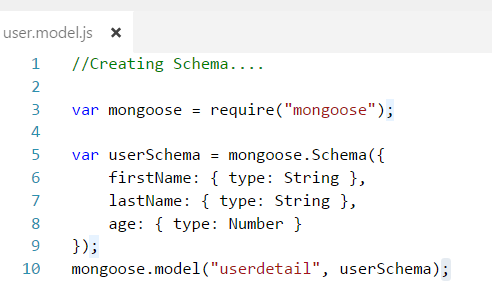 user.model.js ×
1 //Creating Schema....
2
3 var mongoose = require("mongoose");
4
5 var userSchema = mongoose.Schema({
6 firstName: { type: String },
7 lastName: { type: String },
8 age: { type: Number }
9 });
10 mongoose.model("userdetail", userSchema);